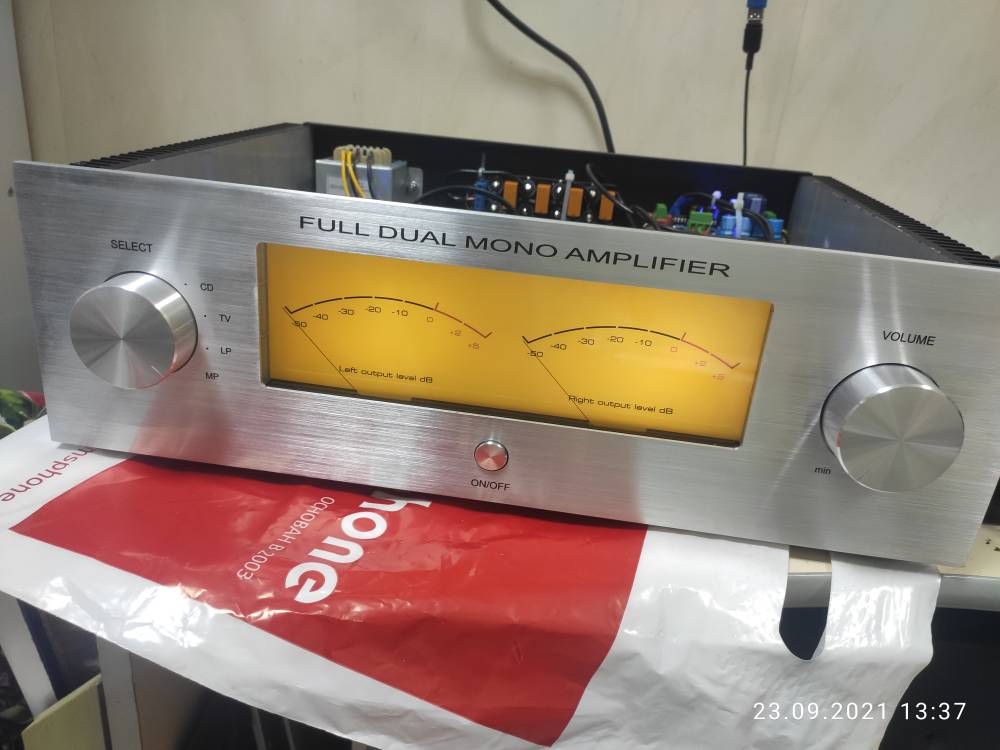 FULL DUAL MONO AMPLIFIER
SELECT
CD
TV
LP
MP
-50 -40 -30 -20 -10 0 +2 +5
Left output level dB
-50 -40 -30 -20 -10 0 +2 +5
Right output level dB
VOLUME
min
ON/OFF
nsphone
hone
ОСНОВАН В 2003
23.09.2021 13:37